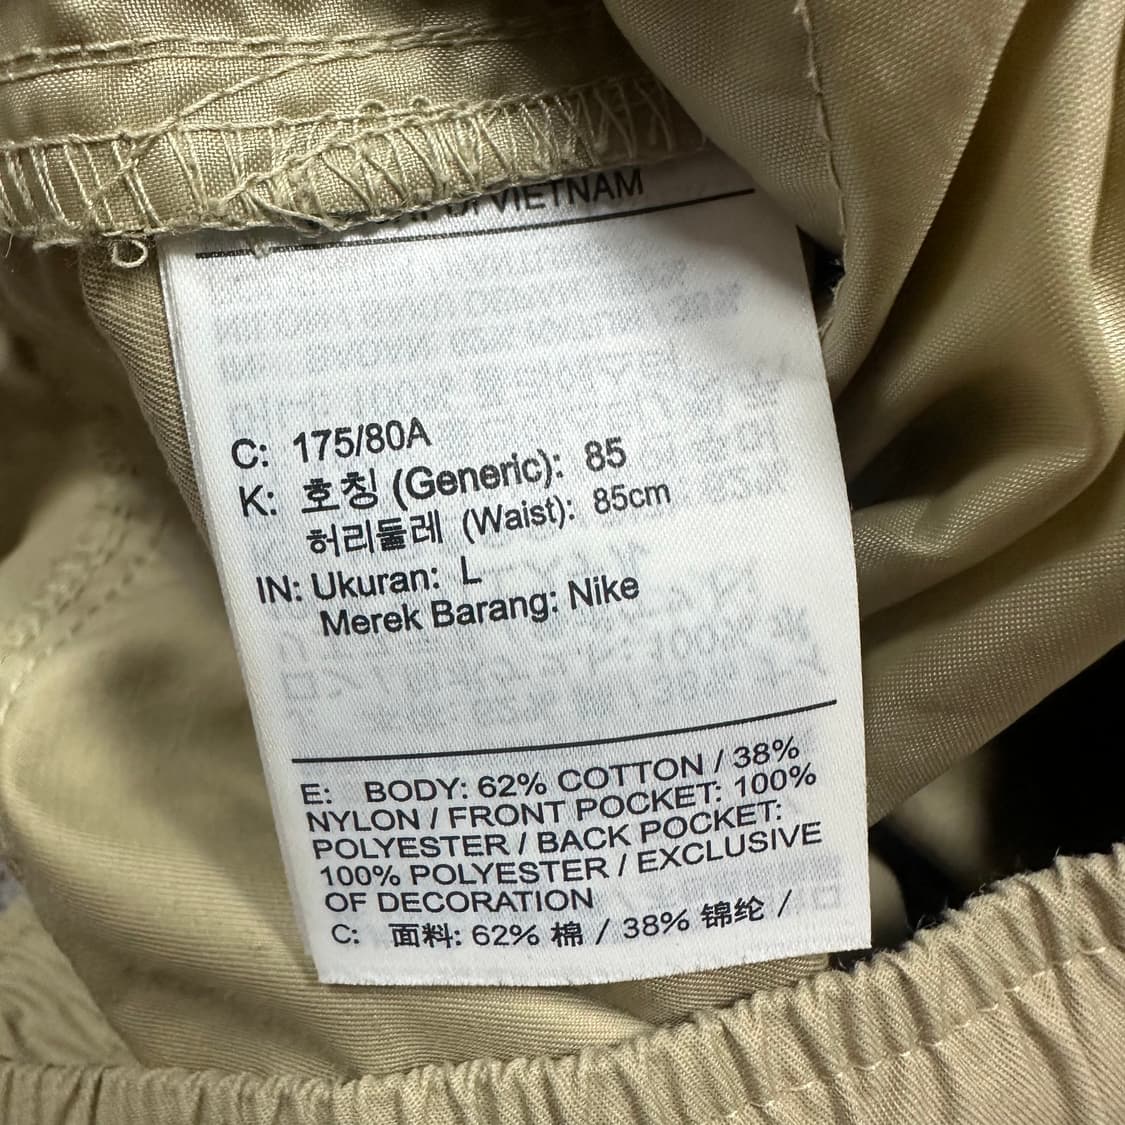 DI VIETNAM
C: 175/80A
K: 호칭 (Generic): 85
허리둘레 (Waist): 85cm
IN: Ukuran: L
Merek Barang: Nike
E: BODY: 62% COTTON / 38%
NYLON / FRONT POCKET: 100%
POLYESTER / BACK POCKET:
100% POLYESTER / EXCLUSIVE
OF DECORATION
C: 面料: 62% 棉 / 38% 锦纶 /